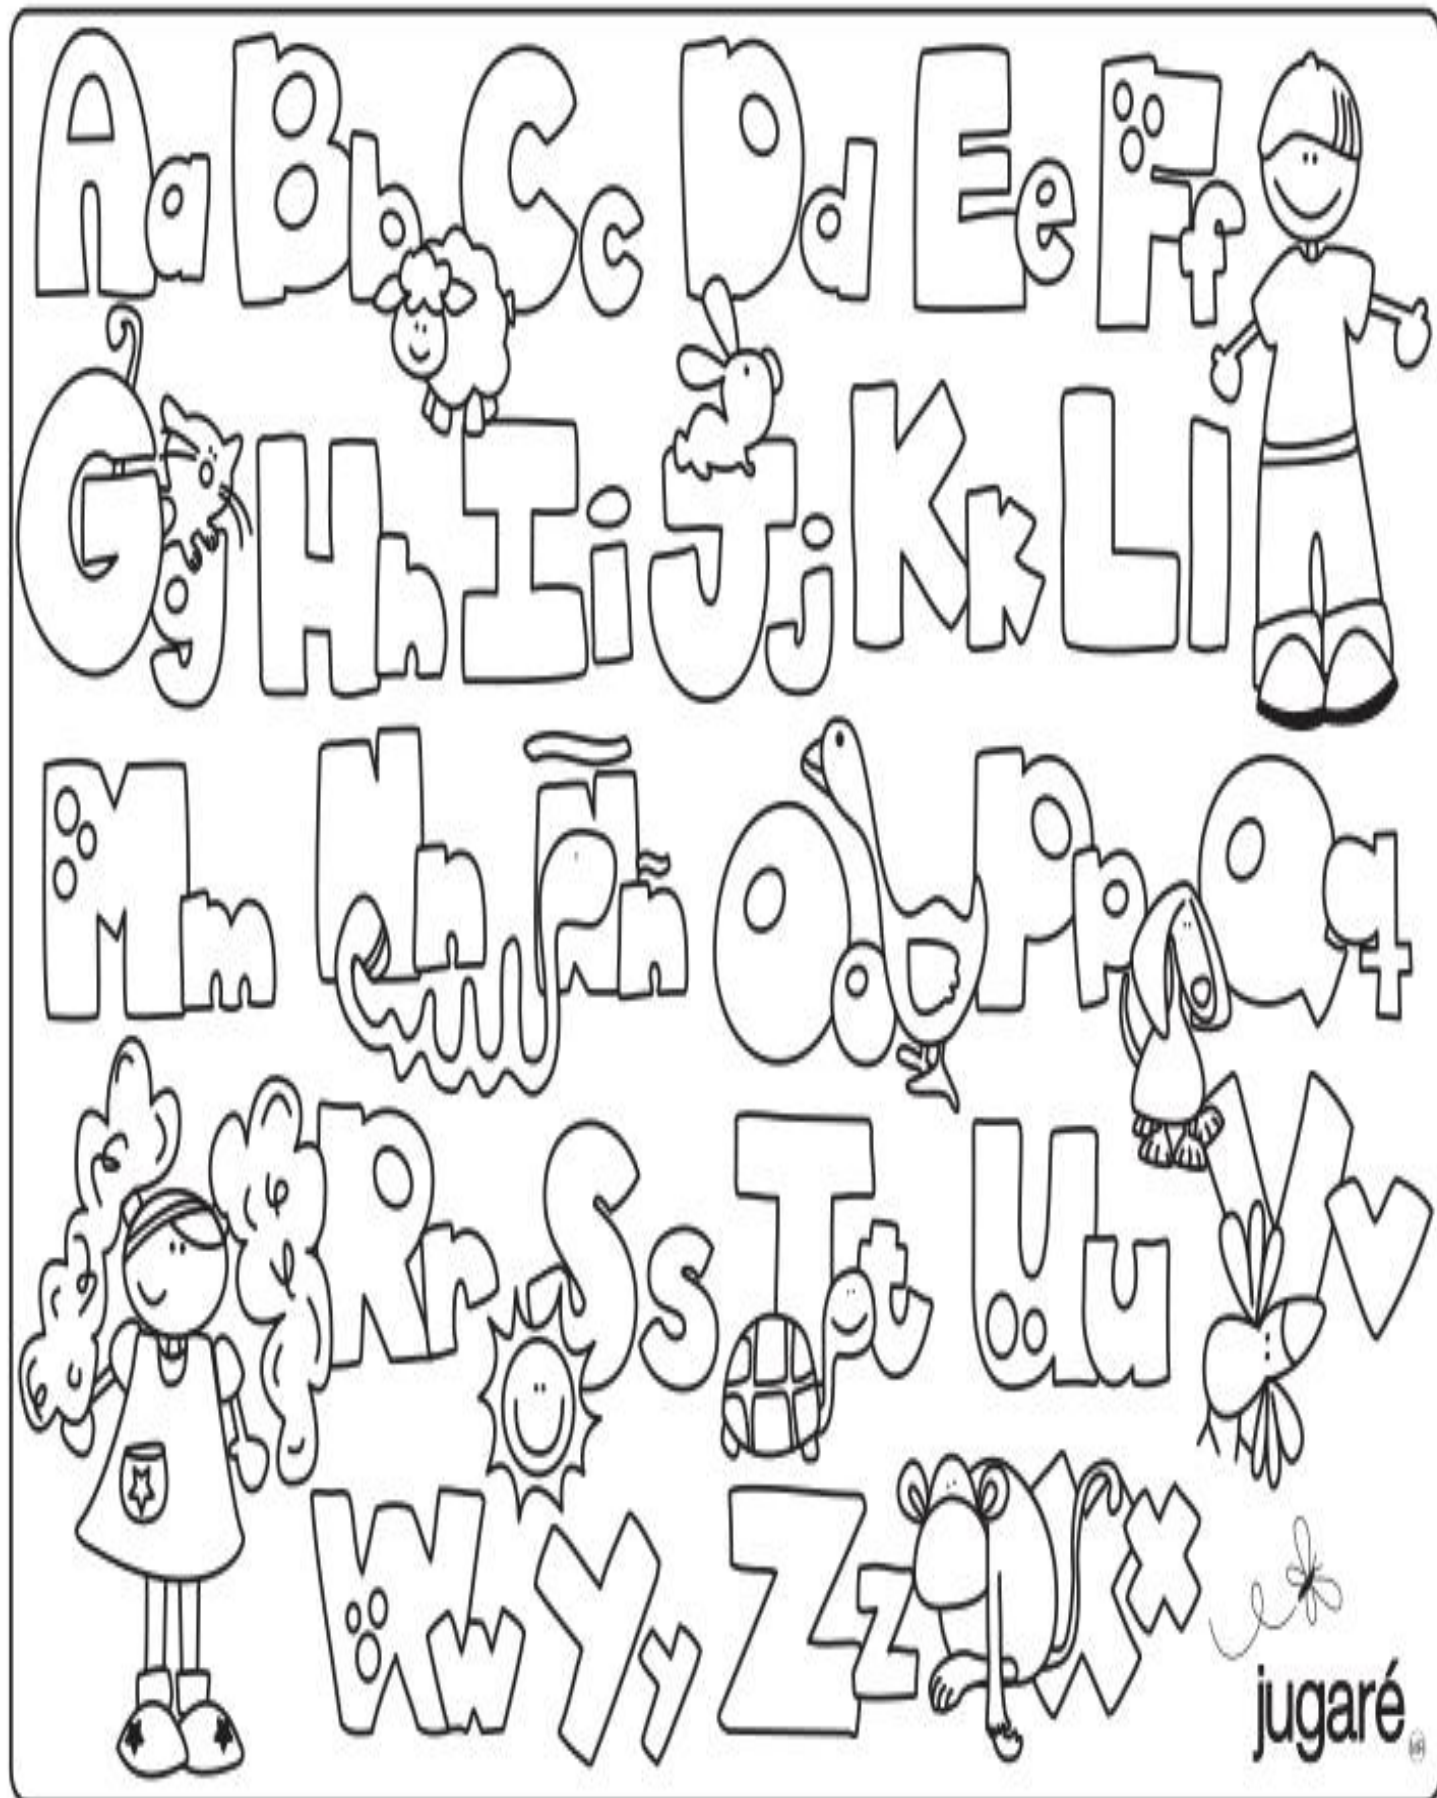 Aa Bb Cc Dd Ee Ff
Gg Hh Ii Jj Kk Ll
Mm Nn Ññ Oo Pp Qq
Rr Ss Tt Uu Vv
Ww Yy Zz Xx
jugaré